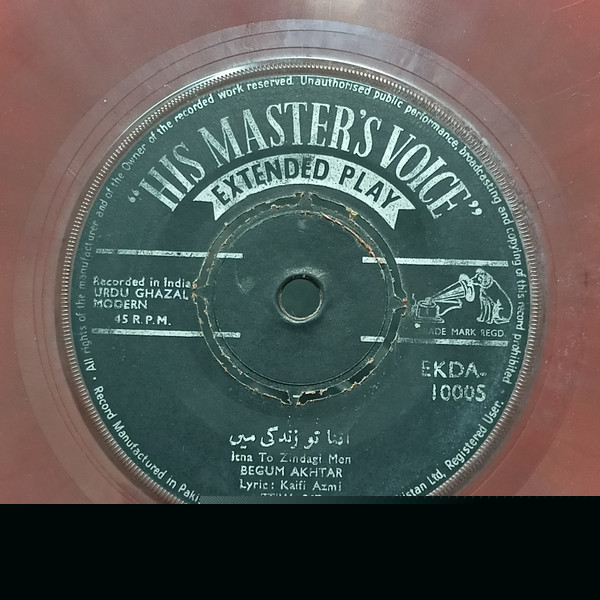 All rights of the manufacturer and of the Owner of the recorded work reserved. Unauthorised public performance, broadcasting and copying of this record prohibited
"HIS MASTER'S VOICE"
EXTENDED PLAY
Recorded in India
URDU GHAZAL
MODERN
45 R.P.M.
TRADE MARK REGD.
EKDA-
10005
اتنا تو زندگی میں
Itna To Zindagi Men
BEGUM AKHTAR
Lyric: Kaifi Azmi
• Record Manufactured in Paki
istan Ltd, Registered User.